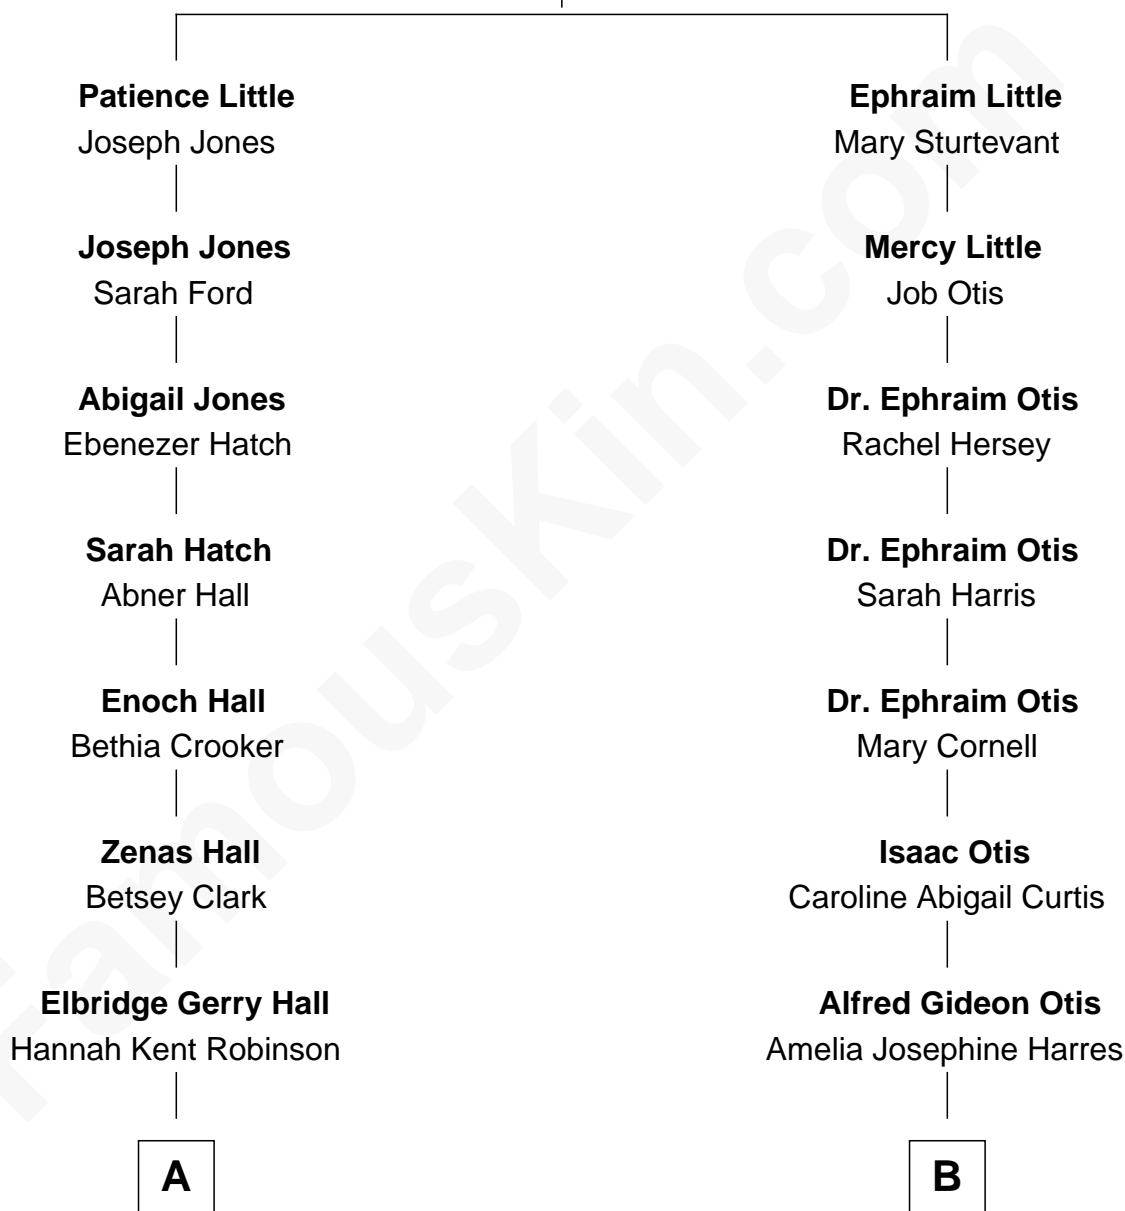 Patience Little
Joseph Jones
Joseph Jones
Sarah Ford
Abigail Jones
Ebenezer Hatch
Sarah Hatch
Abner Hall
Enoch Hall
Bethia Crooker
Zenas Hall
Betsey Clark
Elbridge Gerry Hall
Hannah Kent Robinson
A
Ephraim Little
Mary Sturtevant
Mercy Little
Job Otis
Dr. Ephraim Otis
Rachel Hersey
Dr. Ephraim Otis
Sarah Harris
Dr. Ephraim Otis
Mary Cornell
Isaac Otis
Caroline Abigail Curtis
Alfred Gideon Otis
Amelia Josephine Harres
B
FamousKin.com